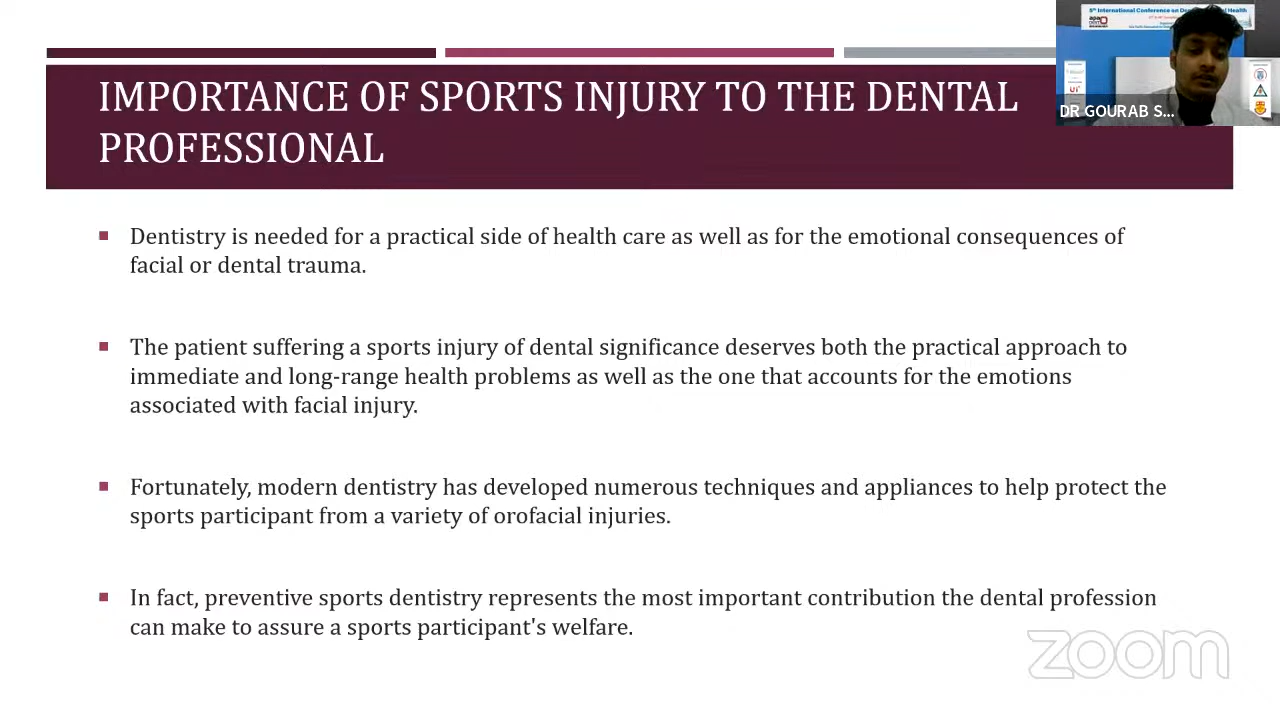 IMPORTANCE OF SPORTS INJURY TO THE DENTAL
PROFESSIONAL
DR GOURAB S...
Dentistry is needed for a practical side of health care as well as for the emotional consequences of
facial or dental trauma.
The patient suffering a sports injury of dental significance deserves both the practical approach to
immediate and long-range health problems as well as the one that accounts for the emotions
associated with facial injury.
Fortunately, modern dentistry has developed numerous techniques and appliances to help protect the
sports participant from a variety of orofacial injuries.
In fact, preventive sports dentistry represents the most important contribution the dental profession
can make to assure a sports participant's welfare.
zoom